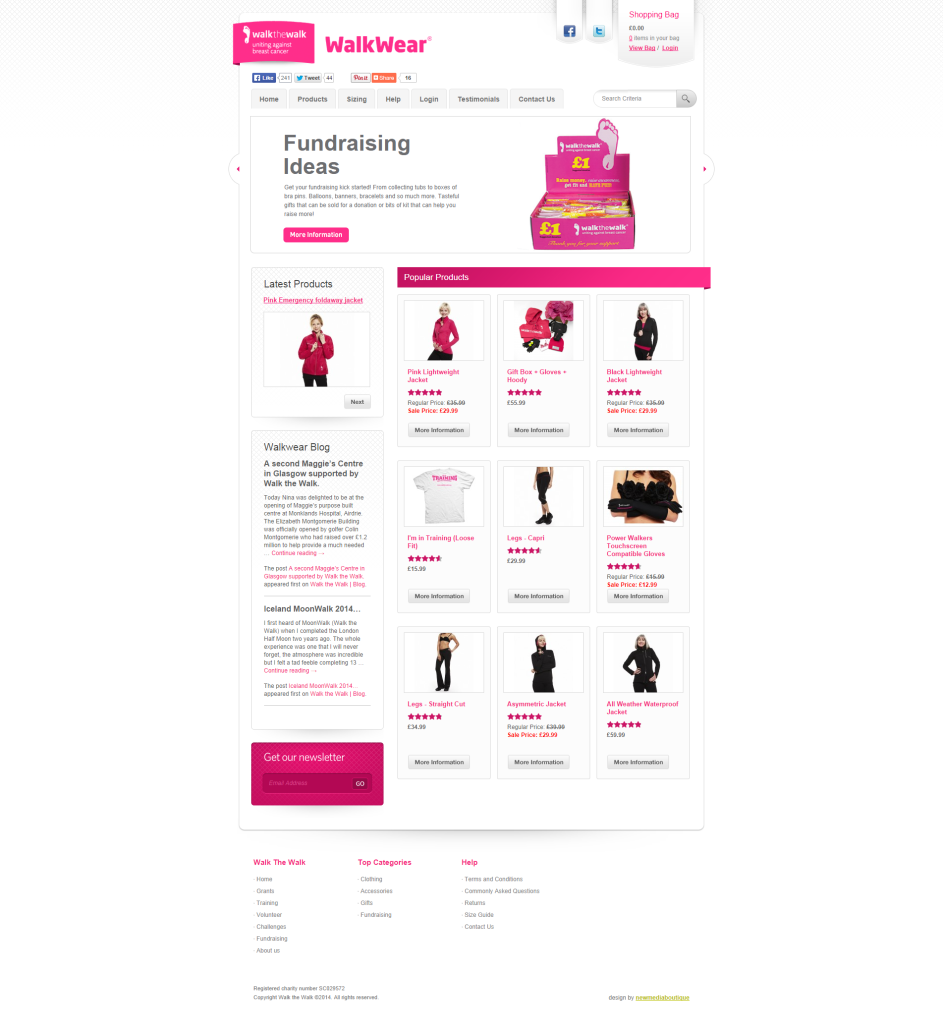 walkthewalk
uniting against
breast cancer
WalkWear®
Shopping Bag
£0.00
0 items in your bag
View Bag / Login
Like 241 Tweet 44 Pin it Share 16
Home Products Sizing Help Login Testimonials Contact Us
Search Criteria
Fundraising
Ideas
Get your fundraising kick started! From collecting tubs to boxes of
bra pins. Balloons, banners, bracelets and so much more. Tasteful
gifts that can be sold for a donation or bits of kit that can help you
raise more!
More Information
walkthewalk
£1
£1
walkthewalk
uniting against breast cancer
Thank you for your support
Latest Products
Pink Emergency foldaway jacket
Next
Walkwear Blog
A second Maggie's Centre
in Glasgow supported by
Walk the Walk.
Today Nina was delighted to be at the
opening of Maggie's purpose built
centre at Monklands Hospital, Airdrie.
The Elizabeth Montgomerie Building
was officially opened by golfer Colin
Montgomerie who had raised over £1.2
million to help provide a much needed
... Continue reading →
The post A second Maggie's Centre in
Glasgow supported by Walk the Walk.
appeared first on Walk the Walk | Blog.
Iceland MoonWalk 2014…
I first heard of MoonWalk (Walk the
Walk) when I completed the London
Half Moon two years ago. The whole
experience was one that I will never
forget, the atmosphere was incredible
but I felt a tad feeble completing 13 ...
Continue reading →
The post Iceland MoonWalk 2014…
appeared first on Walk the Walk | Blog.
Get our newsletter
Email Address
GO
Popular Products
Pink Lightweight
Jacket
Regular Price: £35.99
Sale Price: £29.99
More Information
Gift Box + Gloves +
Hoody
£55.99
More Information
Black Lightweight
Jacket
Regular Price: £35.99
Sale Price: £29.99
More Information
TRAINING
I'm in Training (Loose
Fit)
£15.99
More Information
Legs - Capri
£29.99
More Information
Power Walkers
Touchscreen
Compatible Gloves
Regular Price: £15.99
Sale Price: £12.99
More Information
Legs - Straight Cut
£34.99
More Information
Asymmetric Jacket
Regular Price: £39.99
Sale Price: £29.99
More Information
All Weather Waterproof
Jacket
£59.99
More Information
Walk The Walk
· Home
· Grants
· Training
· Volunteer
· Challenges
· Fundraising
· About us
Top Categories
· Clothing
· Accessories
· Gifts
· Fundraising
Help
· Terms and Conditions
· Commonly Asked Questions
· Returns
· Size Guide
· Contact Us
Registered charity number SC029572
Copyright Walk the Walk ©2014. All rights reserved.
design by newmediaboutique